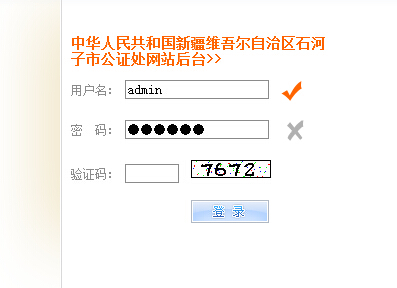 中华人民共和国新疆维吾尔自治区石河
子市公证处网站后台>>
用户名： admin
密　码： ●●●●●●
验证码： 7672
登 录